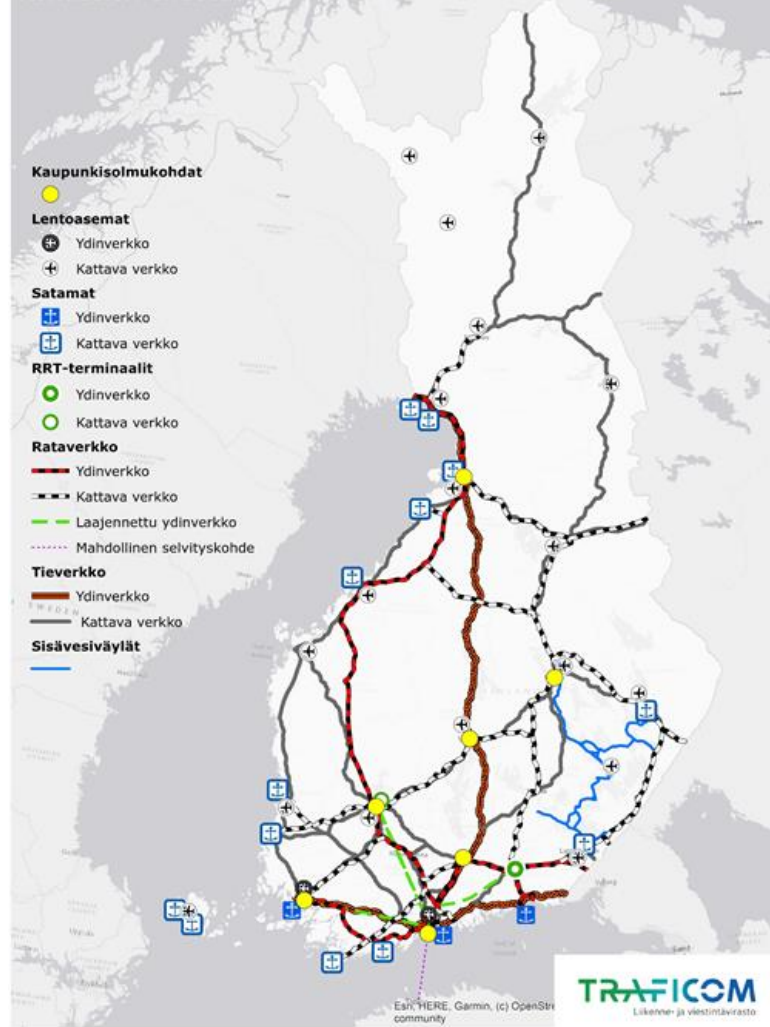 Kaupunkisolmukohdat
Lentoasemat
Ydinverkko
Kattava verkko
Satamat
Ydinverkko
Kattava verkko
RRT-terminaalit
Ydinverkko
Kattava verkko
Rataverkko
Ydinverkko
Kattava verkko
Laajennettu ydinverkko
Mahdollinen selvityskohde
Tieverkko
Ydinverkko
Kattava verkko
Sisävesiväylät
SWEDEN
Esri, HERE, Garmin, (c) OpenStre
community
TRAFICOM
Liikenne- ja viestintävirasto